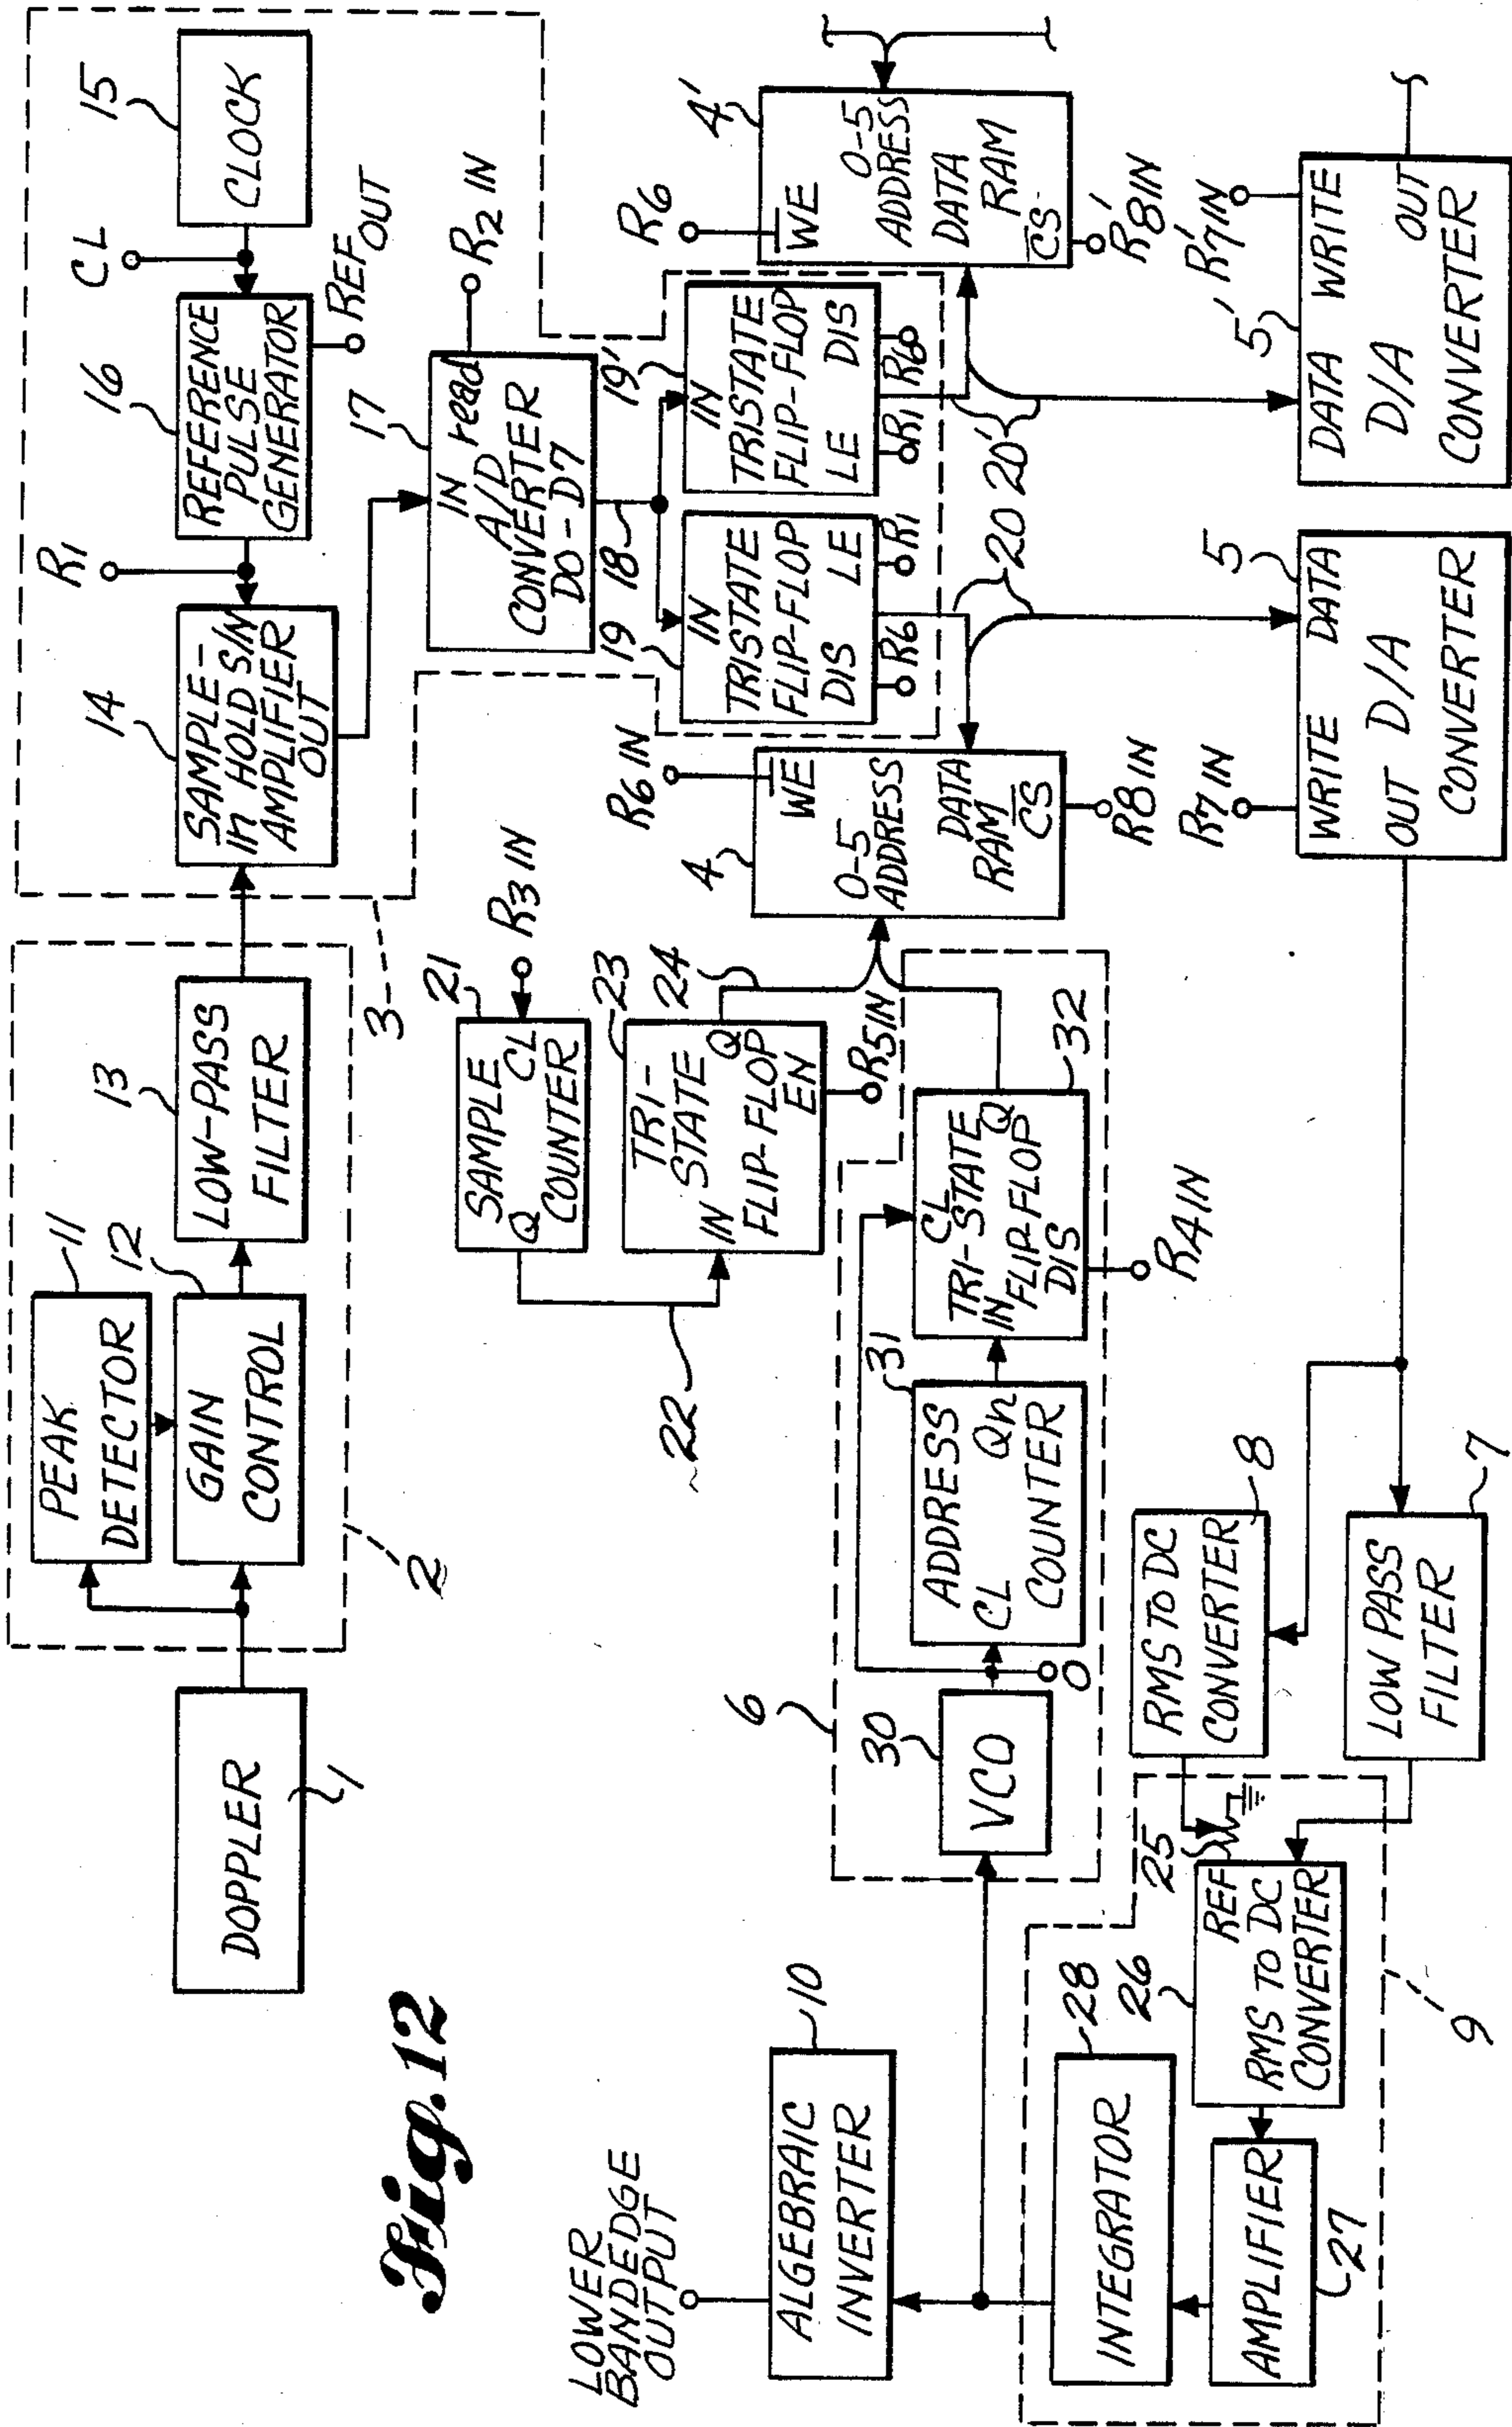 Fig.12
DOPPLER
1
2
PEAK
DETECTOR
11
GAIN
CONTROL
12
LOW-PASS
FILTER
13
3
SAMPLE-
In HOLD S/N
AMPLIFIER
OUT
14
R1
REFERENCE
PULSE
GENERATOR
16
CL
REF OUT
CLOCK
15
IN read
A/D
CONVERTER
D0-D7
17
R2 IN
18
IN
TRISTATE
FLIP-FLOP
DIS LE
19
R6 R1
IN
TRISTATE
FLIP-FLOP
LE DIS
19'
R1 R6
20 20'
SAMPLE
Q CL
COUNTER
21
R3 IN
22
TRI-
STATE
IN Q
FLIP-FLOP
EN
23
24
R5 IN
R6 IN
WE
0-5
ADDRESS
DATA
RAM
CS
4
R8 IN
R6
WE
0-5
ADDRESS
DATA
RAM
CS
4'
R8' IN
6
VCO
30
O
ADDRESS
CL Qn
COUNTER
31
CL
TRI-STATE
IN Q
FLIP-FLOP
DIS
32
R4 IN
R7 IN
WRITE DATA
OUT D/A
CONVERTER
5
R7' IN
DATA WRITE
D/A OUT
CONVERTER
5'
LOWER
BANDEDGE
OUTPUT
ALGEBRAIC
INVERTER
10
INTEGRATOR
28
AMPLIFIER
27
REF
RMS TO DC
CONVERTER
26
25
9
RMS TO DC
CONVERTER
8
LOW PASS
FILTER
7